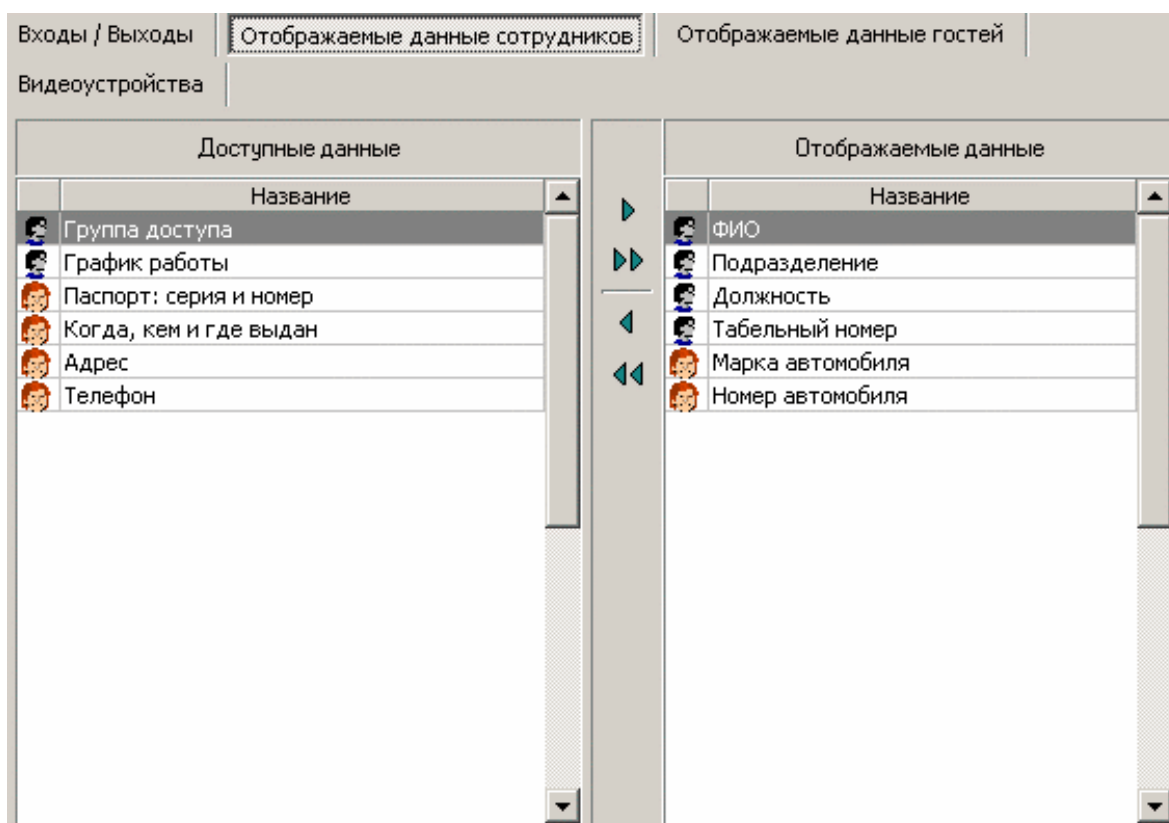 Входы / Выходы
Отображаемые данные сотрудников
Отображаемые данные гостей
Видеоустройства
Доступные данные
Название
Группа доступа
График работы
Паспорт: серия и номер
Когда, кем и где выдан
Адрес
Телефон
Отображаемые данные
Название
ФИО
Подразделение
Должность
Табельный номер
Марка автомобиля
Номер автомобиля